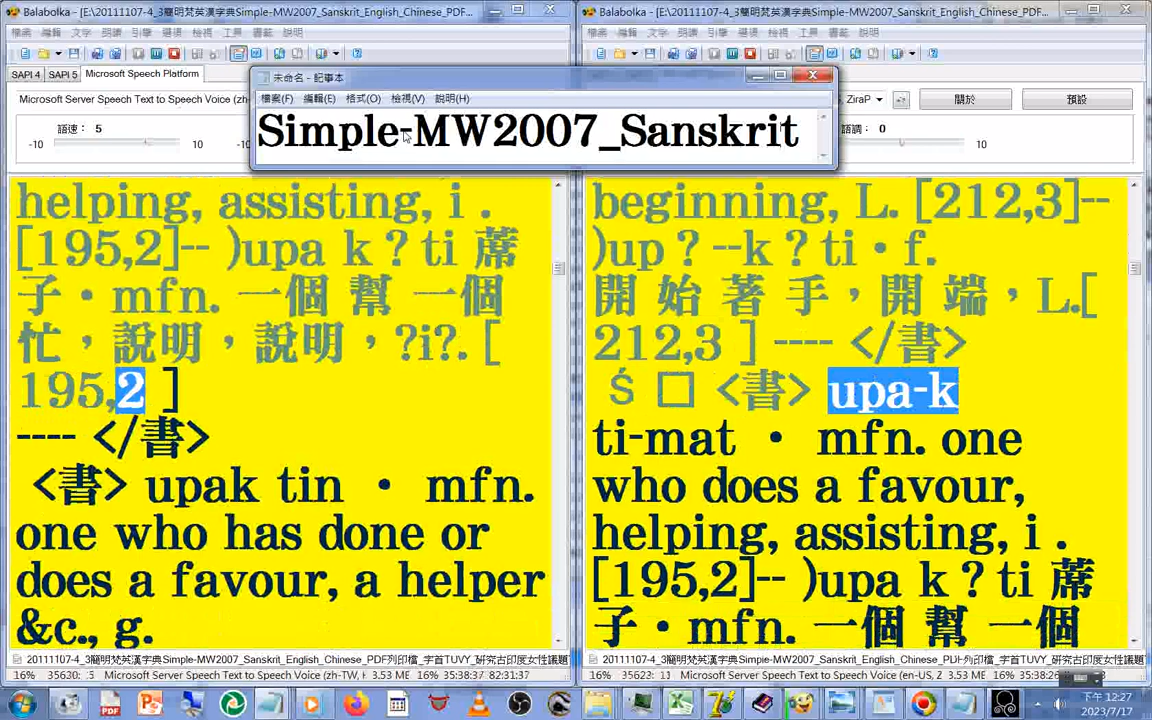 Balabolka - [E:\20111107-4_3簡明梵英漢字典Simple-MW2007_Sanskrit_English_Chinese_PDF...
Balabolka - [E:\20111107-4_3簡明梵英漢字典Simple-MW2007_Sanskrit_English_Chinese_PDF...
SAPI 4 SAPI 5 Microsoft Speech Platform
未命名 - 記事本
檔案(F) 編輯(E) 格式(O) 檢視(V) 說明(H)
Simple-MW2007_Sanskrit
Microsoft Server Speech Text to Speech Voice (zh-
, ZiraP 關於 預設
語速: 5
-10 10
語調: 0
10
helping, assisting, i .
[195,2]-- )upa k ? ti 蓆
子・mfn. 一個 幫 一個
忙，說明，說明，?i?. [
195,2 ]
---- </書>
<書> upak tin ・ mfn.
one who has done or
does a favour, a helper
&c., g.
beginning, L. [212,3]--
)up ? --k ? ti・f.
開 始 著 手，開 端，L.[
212,3 ] ---- </書>
Ś □ <書> upa-k
ti-mat ・ mfn. one
who does a favour,
helping, assisting, i .
[195,2]-- )upa k ? ti 蓆
子・mfn. 一個 幫 一個
20111107-4_3簡明梵英漢字典Simple-MW2007_Sanskrit_English_Chinese_PDF列印檔_字首TUVY_研究古印度女性議題
20111107-4_3簡明梵英漢字典Simple-MW2007_Sanskrit_English_Chinese_PDF列印檔_字首TUVY_研究古印度女性議題
16% 35630: :5 Microsoft Server Speech Text to Speech Voice (zh-TW, H 3.53 ME 35:38:37 82:31:37
16% 35623: 11 Microsoft Server Speech Text to Speech Voice (en-US, Z 3.53 ME 35:38:26
下午 12:27
2023/7/17